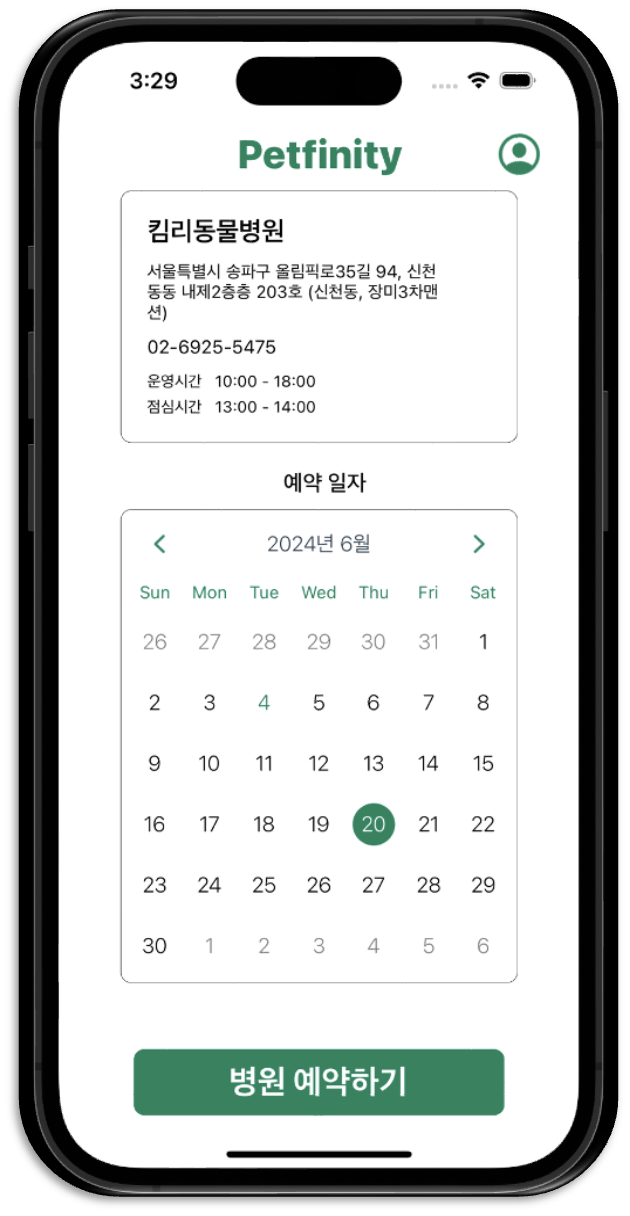 3:29
Petfinity
킴리동물병원
서울특별시 송파구 올림픽로35길 94, 신천
동동 내제2층층 203호 (신천동, 장미3차맨
션)
02-6925-5475
운영시간 10:00 - 18:00
점심시간 13:00 - 14:00
예약 일자
2024년 6월
Sun Mon Tue Wed Thu Fri Sat
26 27 28 29 30 31 1
2 3 4 5 6 7 8
9 10 11 12 13 14 15
16 17 18 19 20 21 22
23 24 25 26 27 28 29
30 1 2 3 4 5 6
병원 예약하기